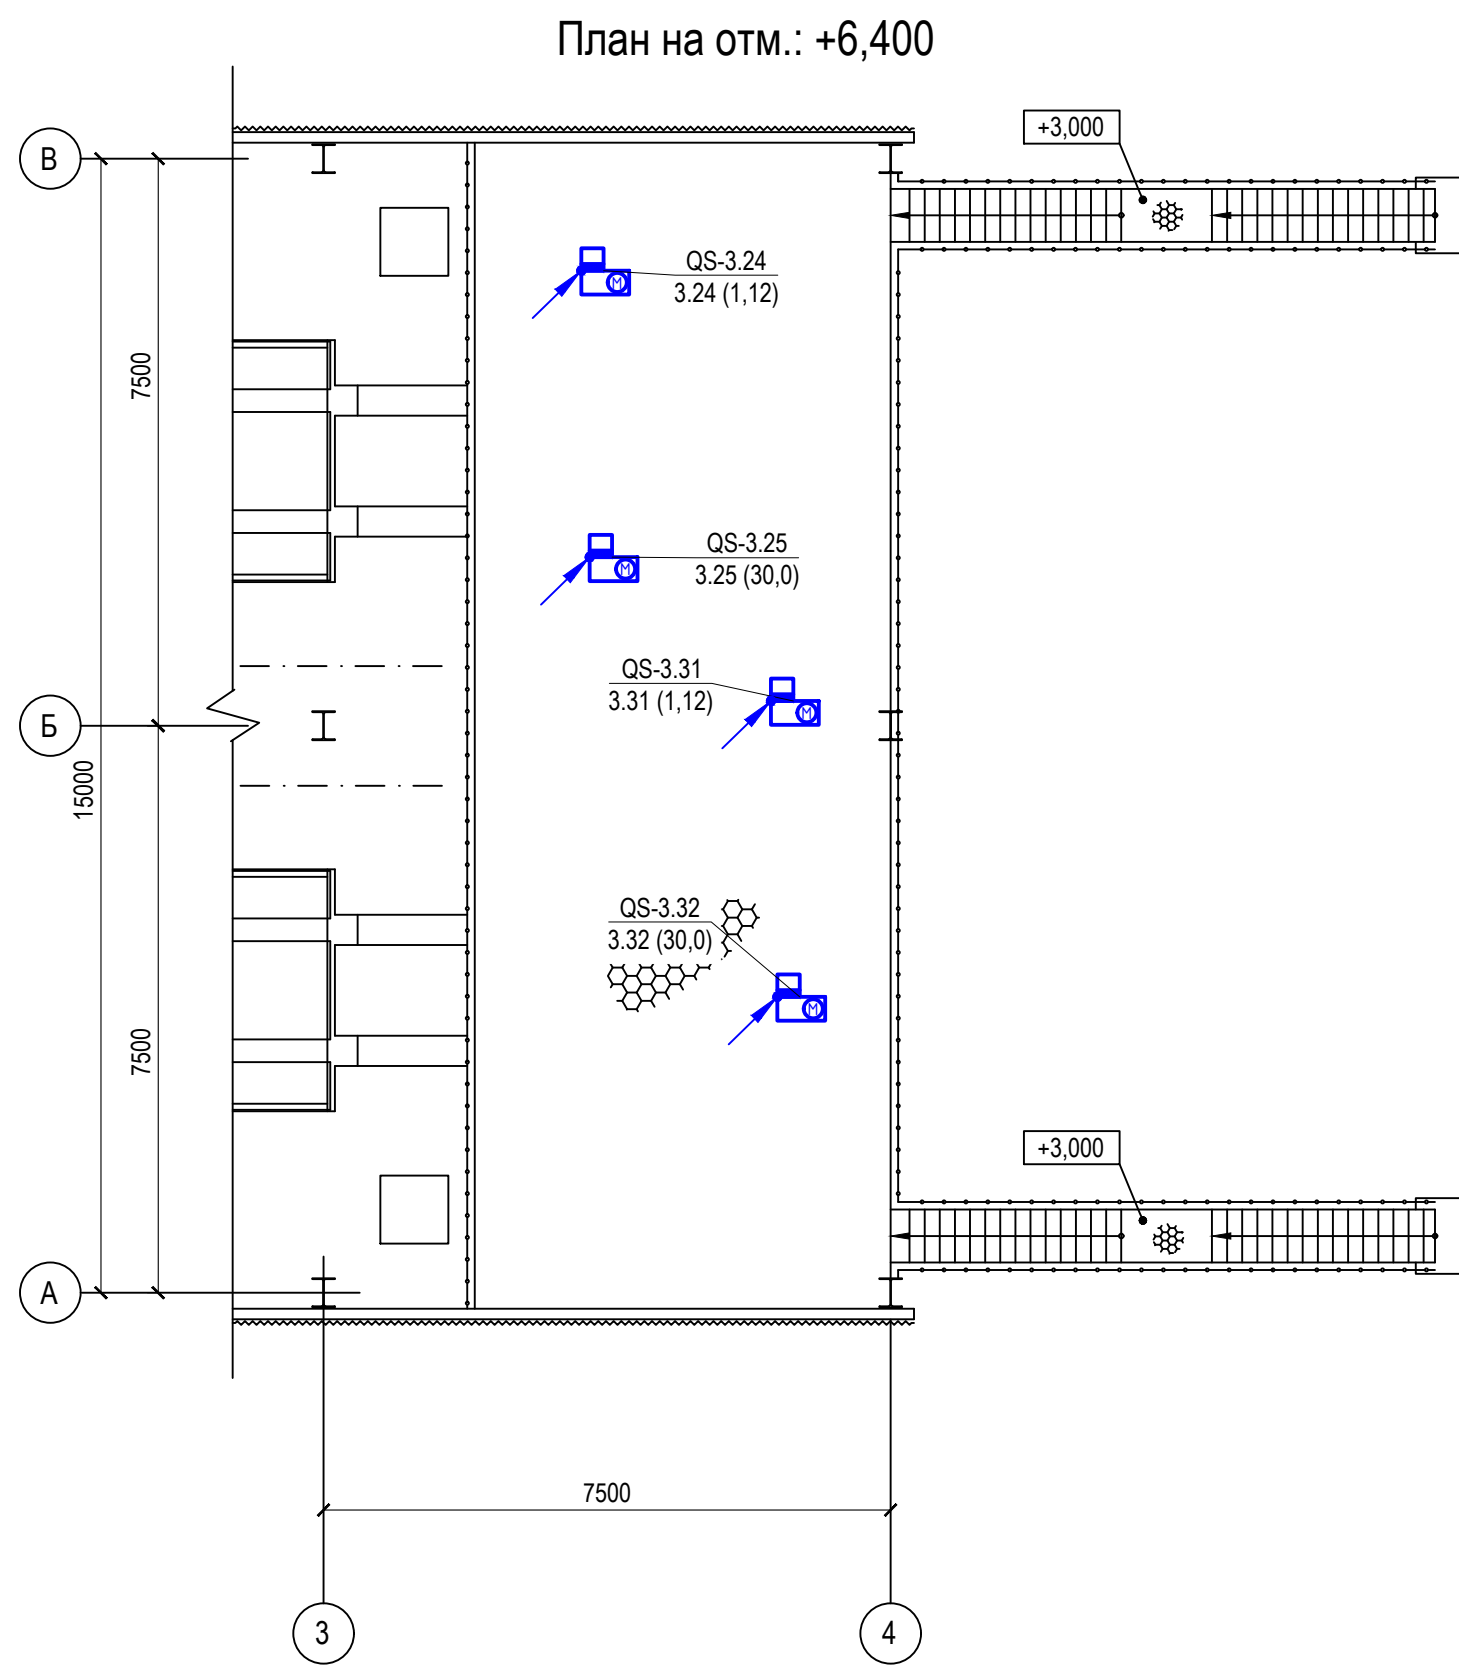 План на отм.: +6,400
+3,000
В
QS-3.24
3.24 (1,12)
М
7500
QS-3.25
3.25 (30,0)
М
QS-3.31
3.31 (1,12)
М
Б
15000
QS-3.32
3.32 (30,0)
М
7500
+3,000
А
7500
3
4